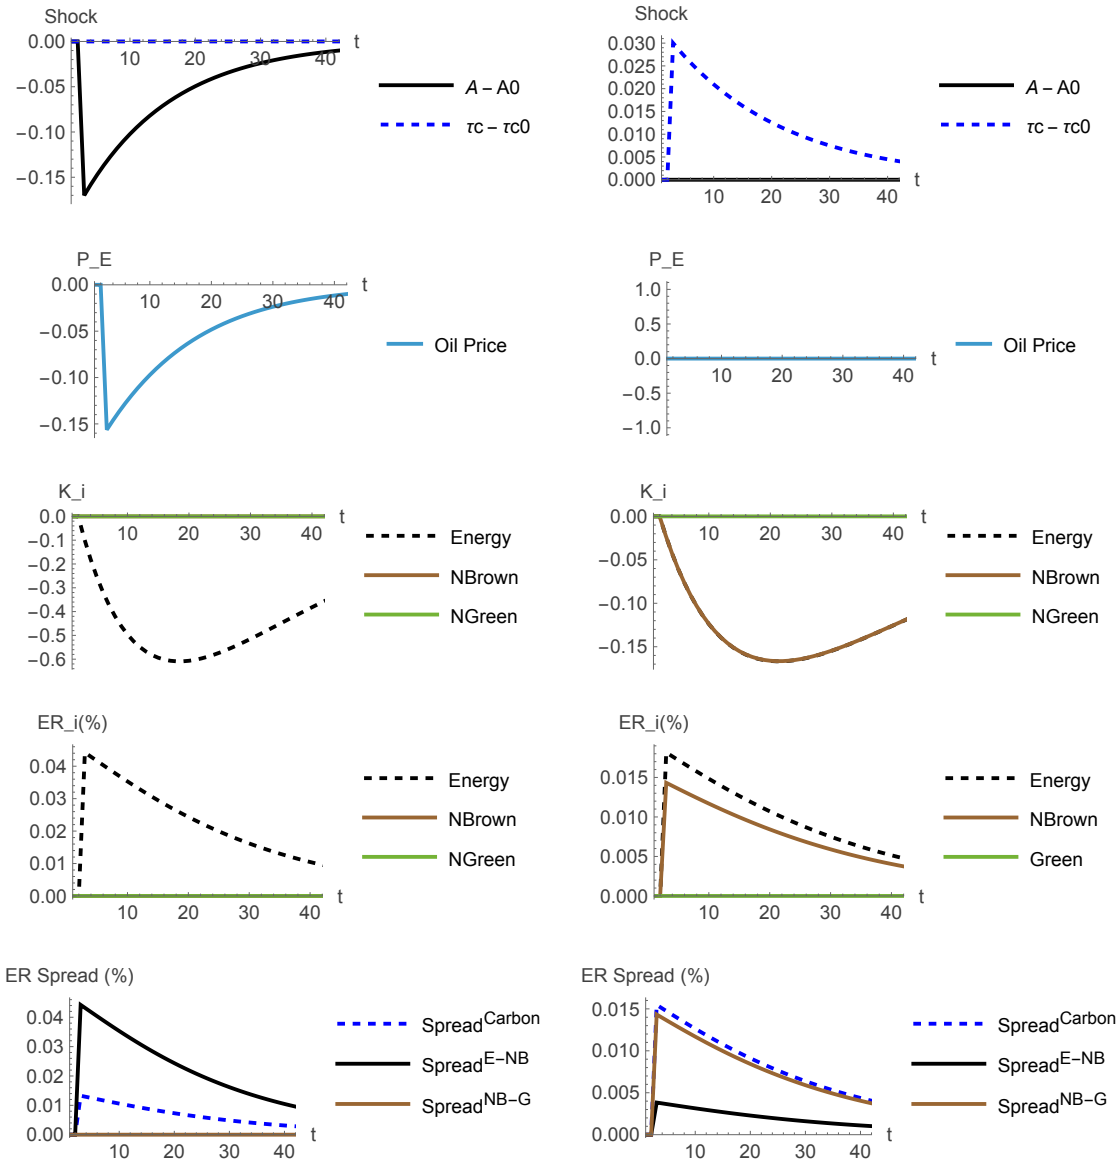 Shock
0.00
−0.05
−0.10
−0.15
10
20
30
40
t
A − A0
τc − τc0
Shock
0.030
0.025
0.020
0.015
0.010
0.005
0.000
10
20
30
40
t
A − A0
τc − τc0
P_E
0.00
−0.05
−0.10
−0.15
10
20
30
40
t
Oil Price
P_E
1.0
0.5
0.0
−0.5
−1.0
10
20
30
40
t
Oil Price
K_i
0.0
−0.1
−0.2
−0.3
−0.4
−0.5
−0.6
10
20
30
40
t
Energy
NBrown
NGreen
K_i
0.00
−0.05
−0.10
−0.15
10
20
30
40
t
Energy
NBrown
NGreen
ER_i(%)
0.04
0.03
0.02
0.01
0.00
10
20
30
40
t
Energy
NBrown
NGreen
ER_i(%)
0.015
0.010
0.005
0.000
10
20
30
40
t
Energy
NBrown
Green
ER Spread (%)
0.04
0.03
0.02
0.01
0.00
10
20
30
40
t
Spread^Carbon
Spread^E−NB
Spread^NB−G
ER Spread (%)
0.015
0.010
0.005
0.000
10
20
30
40
t
Spread^Carbon
Spread^E−NB
Spread^NB−G